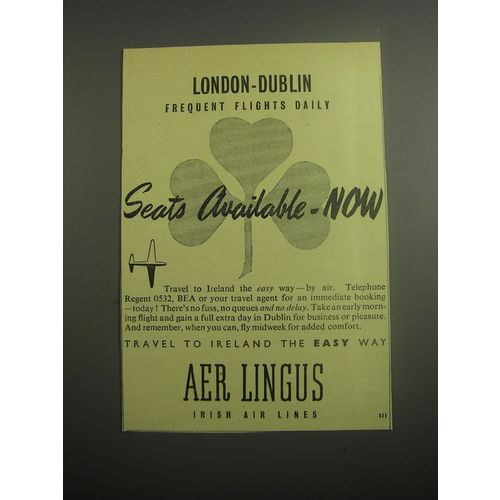 LONDON-DUBLIN
FREQUENT FLIGHTS DAILY
Seats Available - NOW
Travel to Ireland the easy way—by air. Telephone
Regent 0532, BEA or your travel agent for an immediate booking
—today! There's no fuss, no queues and no delay. Take an early morn-
ing flight and gain a full extra day in Dublin for business or pleasure.
And remember, when you can, fly midweek for added comfort.
TRAVEL TO IRELAND THE EASY WAY
AER LINGUS
IRISH AIR LINES